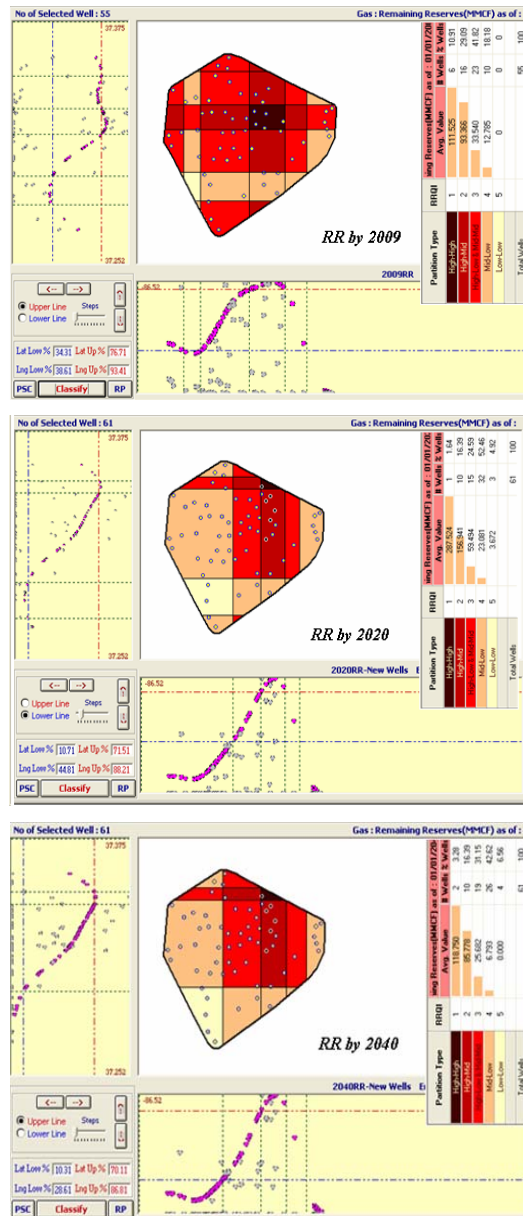 No of Selected Well : 55
Gas : Remaining Reserves(MMCF) as of :
37.375
37.252
RR by 2009
Partition Type RRQI ing Reserves(MMCF) as of : 01/01/20
Avg. Value # Wells % Wells
High-High 1 111.525 6 10.91
High-Mid 2 93.366 16 29.09
3 33.540 23 41.82
Mid-Low 4 12.785 10 18.18
Low-Low 5 0 0
Total Wells 55 100
2009RR
-86.52
<-- -->
Upper Line Steps
Lower Line
Lat Low % 34.31 Lat Up % 76.71
Lng Low % 38.61 Lng Up % 93.41
PSC Classify RP
No of Selected Well : 61
Gas : Remaining Reserves(MMCF) as of :
37.375
37.252
RR by 2020
Partition Type RRQI ing Reserves(MMCF) as of : 01/01/20
Avg. Value # Wells % Wells
High-High 1 287.524 1 1.64
High-Mid 2 156.941 10 16.39
3 59.494 15 24.59
Mid-Low 4 23.081 32 52.46
Low-Low 5 3.672 3 4.92
Total Wells 61 100
2020RR-New Wells E
-86.52
<-- -->
Upper Line Steps
Lower Line
Lat Low % 10.71 Lat Up % 71.51
Lng Low % 44.81 Lng Up % 88.21
PSC Classify RP
No of Selected Well : 61
Gas : Remaining Reserves(MMCF) as of :
37.375
37.252
RR by 2040
Partition Type RRQI ing Reserves(MMCF) as of : 01/01/20
Avg. Value # Wells % Wells
High-High 1 118.750 2 3.28
High-Mid 2 85.778 10 16.39
3 25.682 19 31.15
Mid-Low 4 6.793 26 42.62
Low-Low 5 0.000 4 6.56
Total Wells 61 100
2040RR-New Wells E
-86.52
<-- -->
Upper Line Steps
Lower Line
Lat Low % 10.31 Lat Up % 70.11
Lng Low % 28.61 Lng Up % 86.81
PSC Classify RP